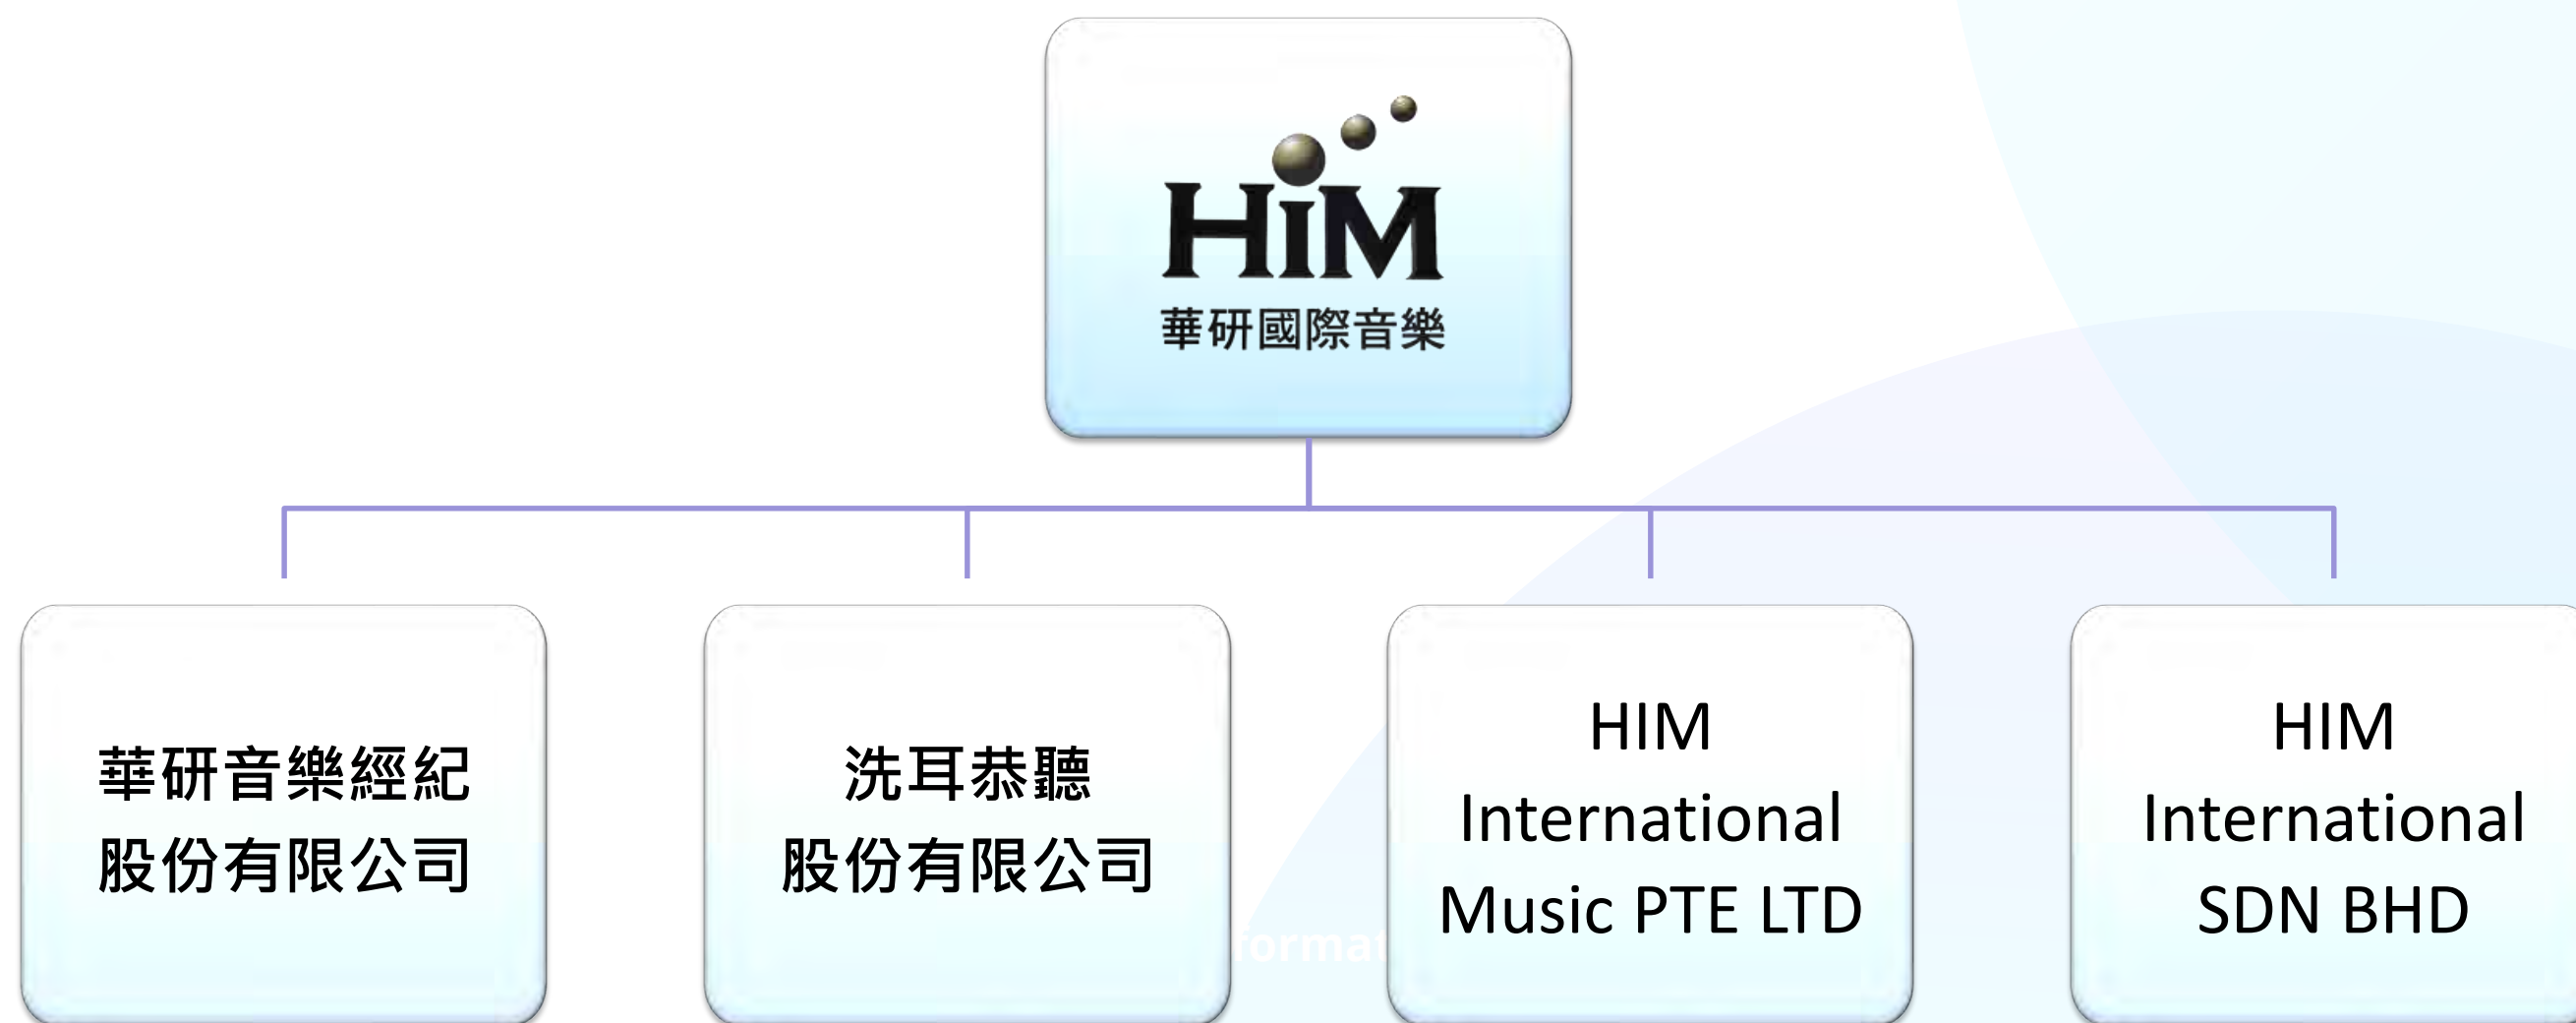 HiM
華研國際音樂
華研音樂經紀
股份有限公司
洗耳恭聽
股份有限公司
HIM
International
Music PTE LTD
HIM
International
SDN BHD